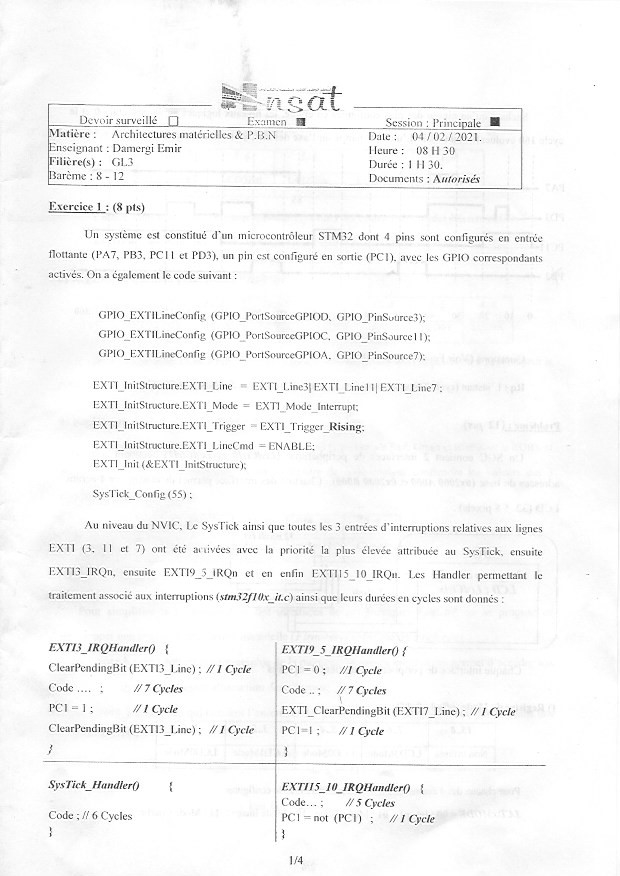 insat
Devoir surveillé □ Examen ■ Session : Principale ■
Matière : Architectures matérielles & P.B.N
Enseignant : Damergi Emir
Filière(s) : GL3
Barème : 8 - 12
Date : 04 / 02 / 2021.
Heure : 08 H 30
Durée : 1 H 30.
Documents : Autorisés
Exercice 1 : (8 pts)
Un système est constitué d'un microcontrôleur STM32 dont 4 pins sont configurés en entrée
flottante (PA7, PB3, PC11 et PD3), un pin est configuré en sortie (PC1), avec les GPIO correspondants
activés. On a également le code suivant :
GPIO_EXTILineConfig (GPIO_PortSourceGPIOD, GPIO_PinSource3);
GPIO_EXTILineConfig (GPIO_PortSourceGPIOC, GPIO_PinSource11);
GPIO_EXTILineConfig (GPIO_PortSourceGPIOA, GPIO_PinSource7);
EXTI_InitStructure.EXTI_Line = EXTI_Line3| EXTI_Line11| EXTI_Line7 ;
EXTI_InitStructure.EXTI_Mode = EXTI_Mode_Interrupt;
EXTI_InitStructure.EXTI_Trigger = EXTI_Trigger_Rising;
EXTI_InitStructure.EXTI_LineCmd = ENABLE;
EXTI_Init (&EXTI_InitStructure);
SysTick_Config (55) ;
Au niveau du NVIC, Le SysTick ainsi que toutes les 3 entrées d'interruptions relatives aux lignes
EXTI (3, 11 et 7) ont été activées avec la priorité la plus élevée attribuée au SysTick, ensuite
EXTI3_IRQn, ensuite EXTI9_5_IRQn et en enfin EXTI15_10_IRQn. Les Handler permettant le
traitement associé aux interruptions (stm32f10x_it.c) ainsi que leurs durées en cycles sont donnés :
EXTI3_IRQHandler() {
ClearPendingBit (EXTI3_Line) ; // 1 Cycle
Code .... ; // 7 Cycles
PC1 = 1 ; // 1 Cycle
ClearPendingBit (EXTI3_Line) ; // 1 Cycle
}
EXTI9_5_IRQHandler() {
PC1 = 0 ; //1 Cycle
Code .. ; // 7 Cycles
EXTI_ClearPendingBit (EXTI7_Line) ; // 1 Cycle
PC1=1 ; // 1 Cycle
}
SysTick_Handler() {
Code ; // 6 Cycles
}
EXTI15_10_IRQHandler() {
Code... ; // 5 Cycles
PC1 = not (PC1) ; // 1 Cycle
}
1/4